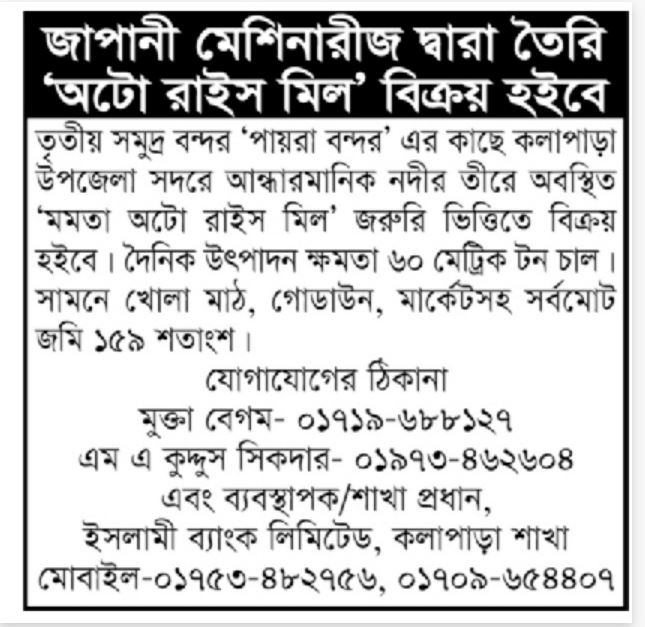 জাপানী মেশিনারীজ দ্বারা তৈরি
‘অটো রাইস মিল’ বিক্রয় হইবে
তৃতীয় সমুদ্র বন্দর ‘পায়রা বন্দর’ এর কাছে কলাপাড়া
উপজেলা সদরে আন্ধারমানিক নদীর তীরে অবস্থিত
‘মমতা অটো রাইস মিল’ জরুরি ভিত্তিতে বিক্রয়
হইবে। দৈনিক উৎপাদন ক্ষমতা ৬০ মেট্রিক টন চাল।
সামনে খোলা মাঠ, গোডাউন, মার্কেটসহ সর্বমোট
জমি ১৫৯ শতাংশ।
যোগাযোগের ঠিকানা
মুক্তা বেগম- ০১৭১৯-৬৮৮১২৭
এম এ কুদ্দুস সিকদার- ০১৯৭৩-৪৬২৬০৪
এবং ব্যবস্থাপক/শাখা প্রধান,
ইসলামী ব্যাংক লিমিটেড, কলাপাড়া শাখা
মোবাইল-০১৭৫৩-৪৮২৭৫৬, ০১৭০৯-৬৫৪৪০৭